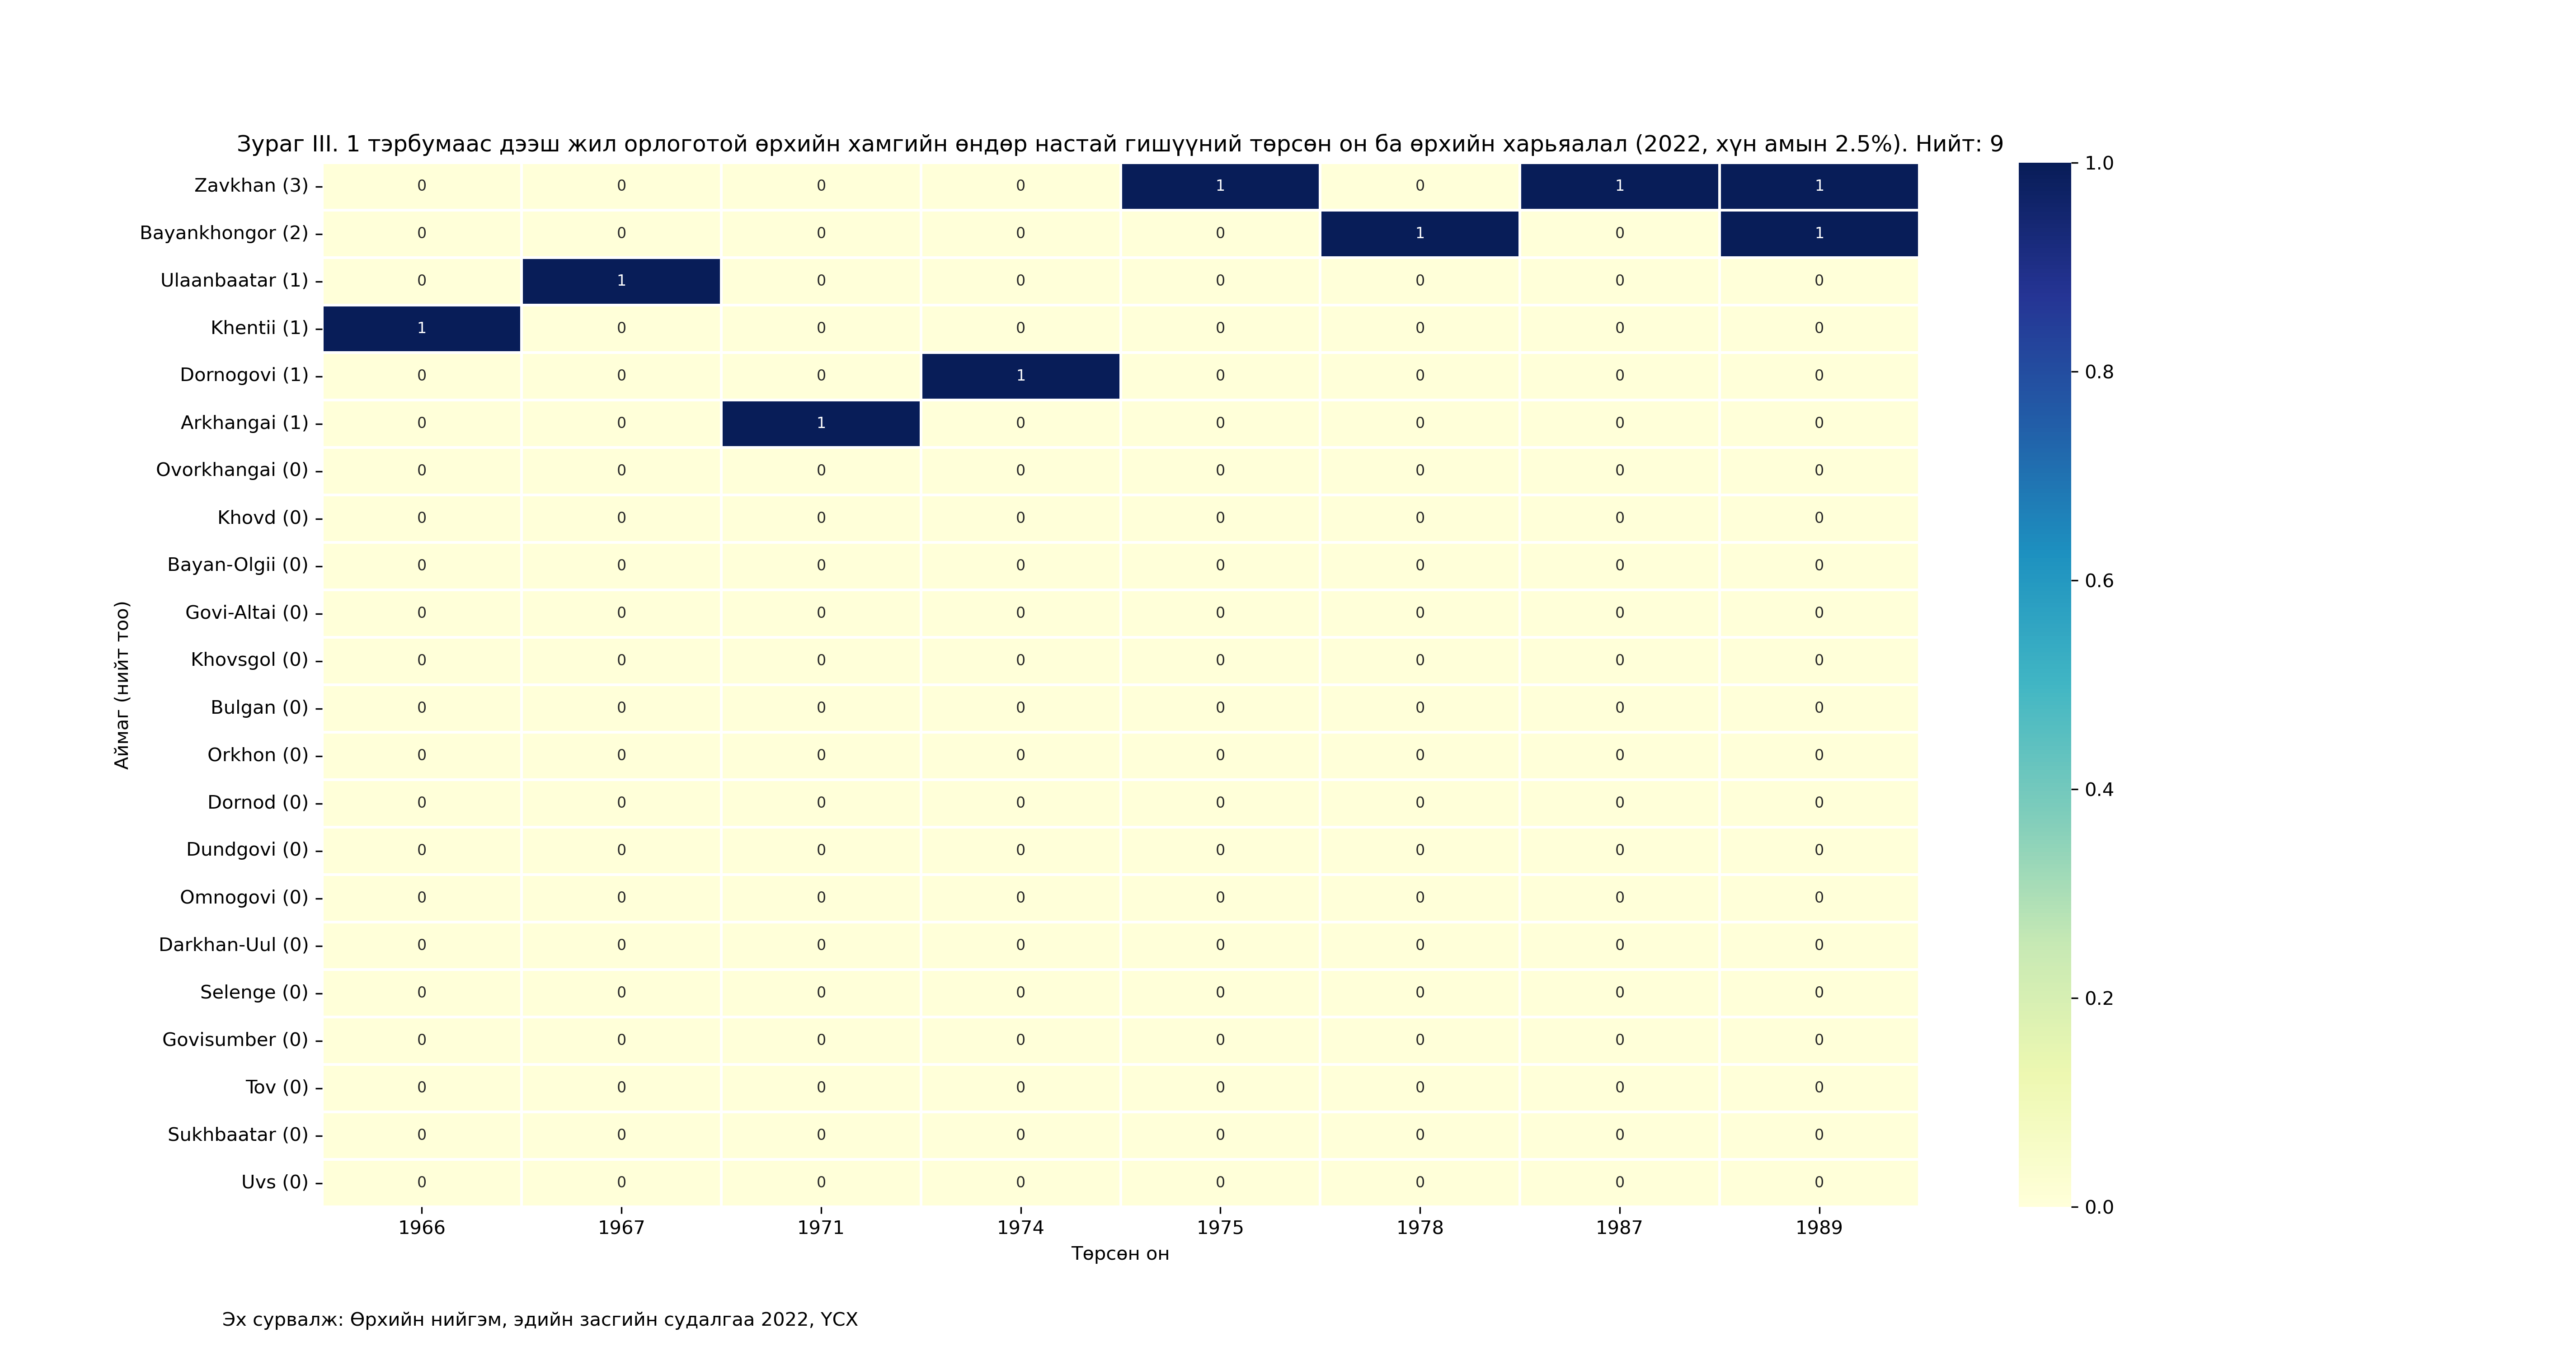 Зураг III. 1 тэрбумаас дээш жил орлоготой өрхийн хамгийн өндөр настай гишүүний төрсөн он ба өрхийн харьяалал (2022, хүн амын 2.5%). Нийт: 9
Аймаг (нийт тоо)
Zavkhan (3) 0 0 0 0 1 0 1 1
Bayankhongor (2) 0 0 0 0 0 1 0 1
Ulaanbaatar (1) 0 1 0 0 0 0 0 0
Khentii (1) 1 0 0 0 0 0 0 0
Dornogovi (1) 0 0 0 1 0 0 0 0
Arkhangai (1) 0 0 1 0 0 0 0 0
Ovorkhangai (0) 0 0 0 0 0 0 0 0
Khovd (0) 0 0 0 0 0 0 0 0
Bayan-Olgii (0) 0 0 0 0 0 0 0 0
Govi-Altai (0) 0 0 0 0 0 0 0 0
Khovsgol (0) 0 0 0 0 0 0 0 0
Bulgan (0) 0 0 0 0 0 0 0 0
Orkhon (0) 0 0 0 0 0 0 0 0
Dornod (0) 0 0 0 0 0 0 0 0
Dundgovi (0) 0 0 0 0 0 0 0 0
Omnogovi (0) 0 0 0 0 0 0 0 0
Darkhan-Uul (0) 0 0 0 0 0 0 0 0
Selenge (0) 0 0 0 0 0 0 0 0
Govisumber (0) 0 0 0 0 0 0 0 0
Tov (0) 0 0 0 0 0 0 0 0
Sukhbaatar (0) 0 0 0 0 0 0 0 0
Uvs (0) 0 0 0 0 0 0 0 0
1966 1967 1971 1974 1975 1978 1987 1989
Төрсөн он
1.0
0.8
0.6
0.4
0.2
0.0
Эх сурвалж: Өрхийн нийгэм, эдийн засгийн судалгаа 2022, ҮСХ